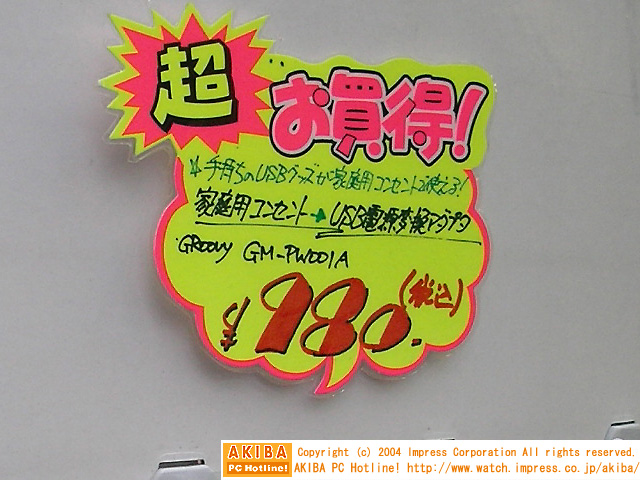 超
お買得!
手持ちのUSBグッズが家庭用コンセントで使える!
家庭用コンセント→USB電源変換アダプタ
GROOVY GM-PW001A
¥980.(税込)
AKIBA
PC Hotline!
Copyright (c) 2004 Impress Corporation All rights reserved.
AKIBA PC Hotline! http://www.watch.impress.co.jp/akiba/